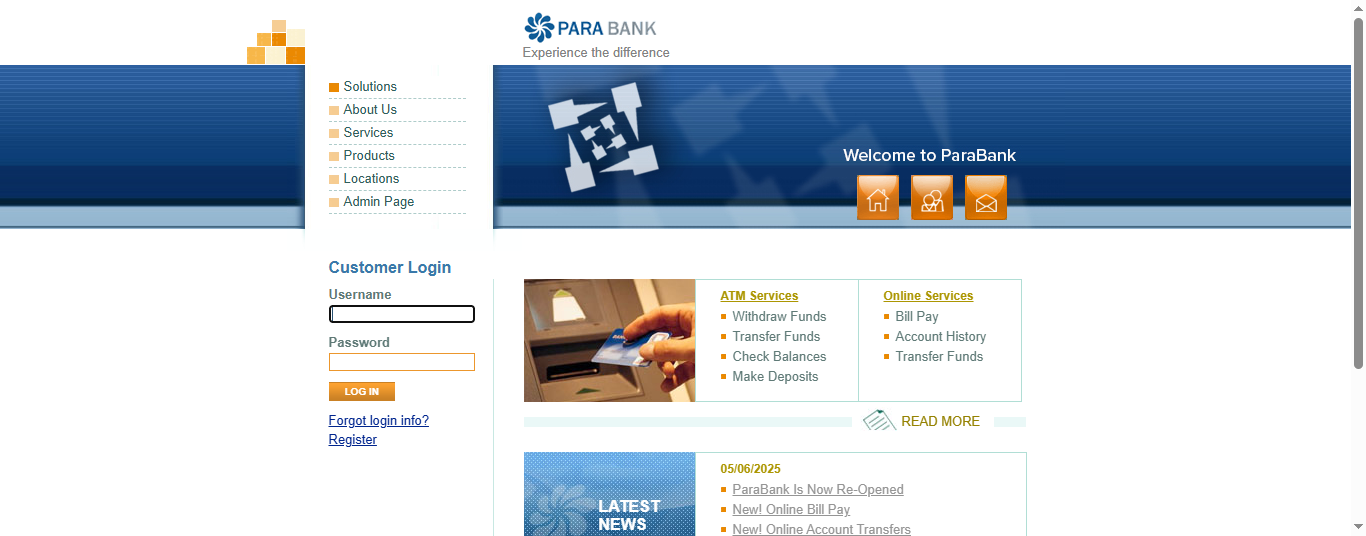 PARA BANK
Experience the difference
Solutions
About Us
Services
Products
Locations
Admin Page
Welcome to ParaBank
Customer Login
Username
Password
LOG IN
Forgot login info?
Register
ATM Services
Withdraw Funds
Transfer Funds
Check Balances
Make Deposits
Online Services
Bill Pay
Account History
Transfer Funds
READ MORE
LATEST
NEWS
05/06/2025
ParaBank Is Now Re-Opened
New! Online Bill Pay
New! Online Account Transfers